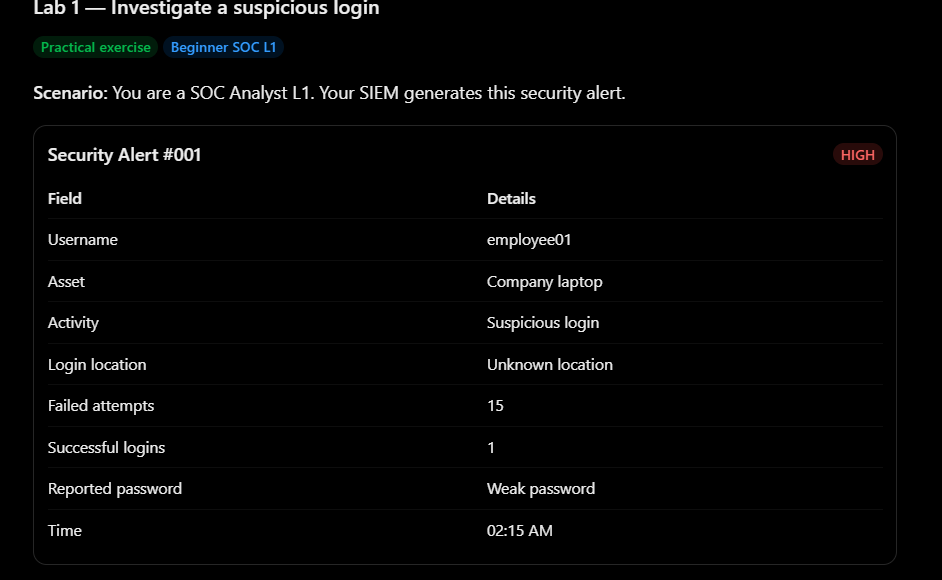 Lab 1 — Investigate a suspicious login
Practical exercise Beginner SOC L1
Scenario: You are a SOC Analyst L1. Your SIEM generates this security alert.
Security Alert #001 HIGH
Field Details
Username employee01
Asset Company laptop
Activity Suspicious login
Login location Unknown location
Failed attempts 15
Successful logins 1
Reported password Weak password
Time 02:15 AM